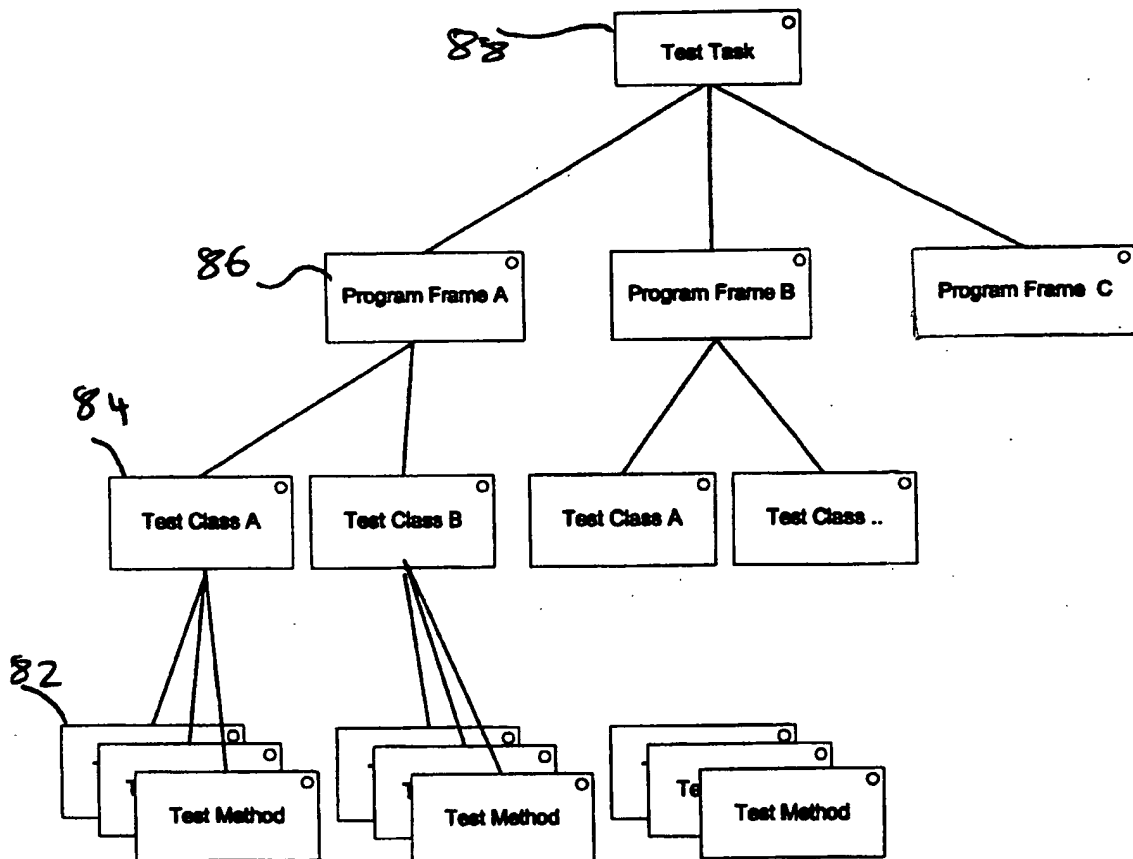 88
Test Task
86
Program Frame A
Program Frame B
Program Frame C
84
Test Class A
Test Class B
Test Class A
Test Class ..
82
Test Method
Test Method
Test Method